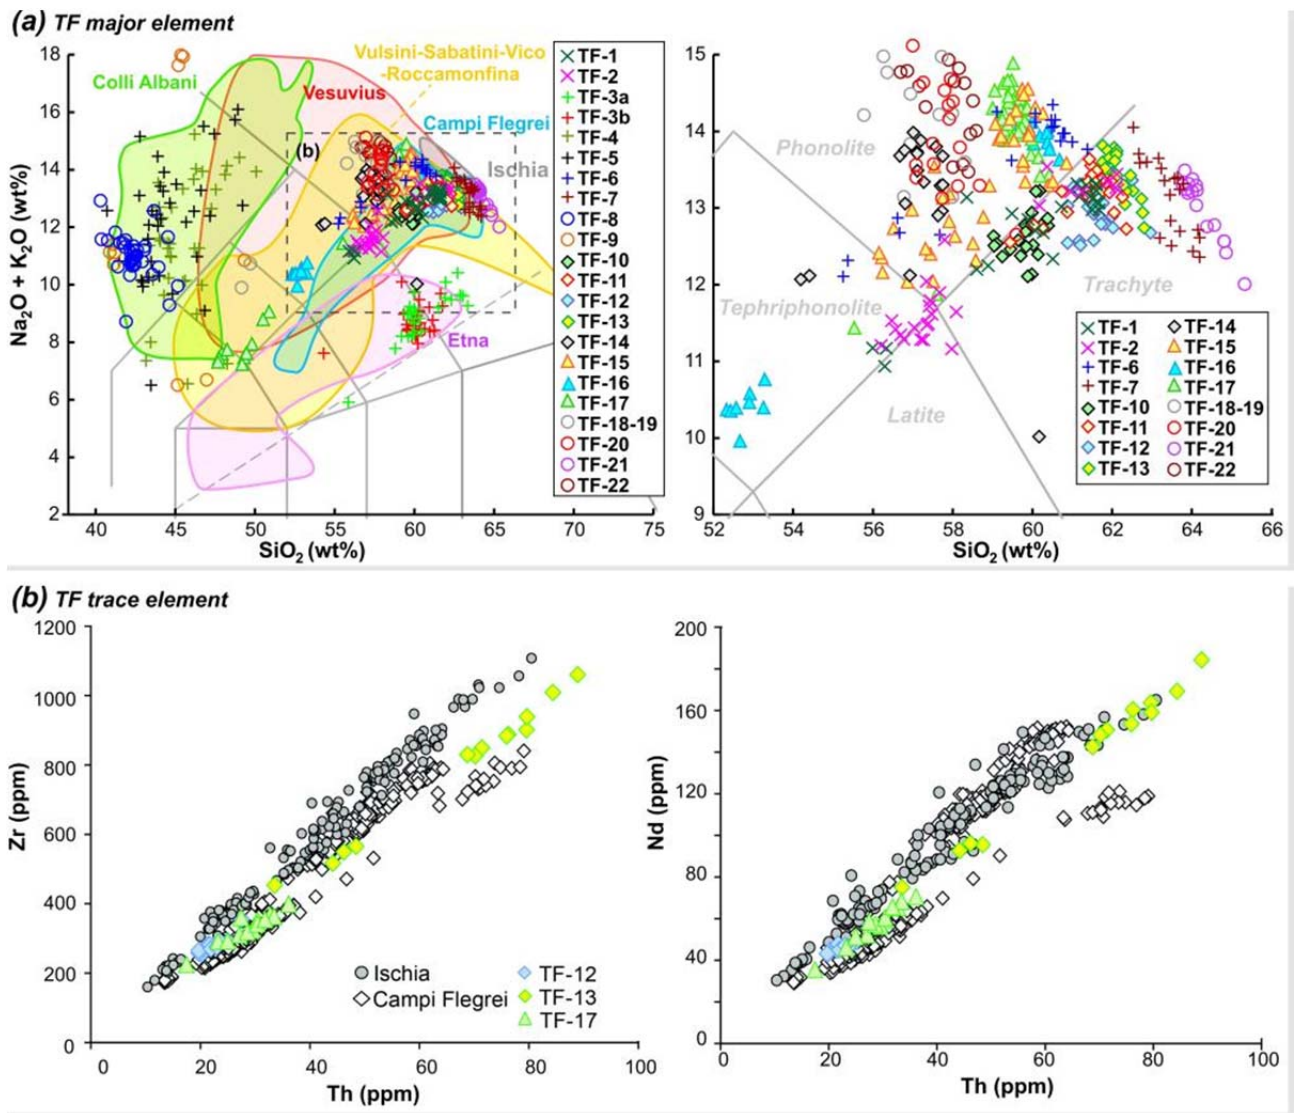 (a) TF major element
Na2O + K2O (wt%)
18
16
14
12
10
8
6
4
2
40
45
50
55
60
65
70
75
SiO2 (wt%)
Colli Albani
Vesuvius
Vulsini-Sabatini-Vico
-Roccamonfina
Campi Flegrei
Ischia
Etna
(b)
TF-1
TF-2
TF-3a
TF-3b
TF-4
TF-5
TF-6
TF-7
TF-8
TF-9
TF-10
TF-11
TF-12
TF-13
TF-14
TF-15
TF-16
TF-17
TF-18-19
TF-20
TF-21
TF-22
15
14
13
12
11
10
9
52
54
56
58
60
62
64
66
SiO2 (wt%)
Phonolite
Tephriphonolite
Latite
Trachyte
TF-1
TF-2
TF-6
TF-7
TF-10
TF-11
TF-12
TF-13
TF-14
TF-15
TF-16
TF-17
TF-18-19
TF-20
TF-21
TF-22
(b) TF trace element
Zr (ppm)
1200
1000
800
600
400
200
0
0
20
40
60
80
100
Th (ppm)
Ischia
Campi Flegrei
TF-12
TF-13
TF-17
Nd (ppm)
200
160
120
80
40
0
0
20
40
60
80
100
Th (ppm)